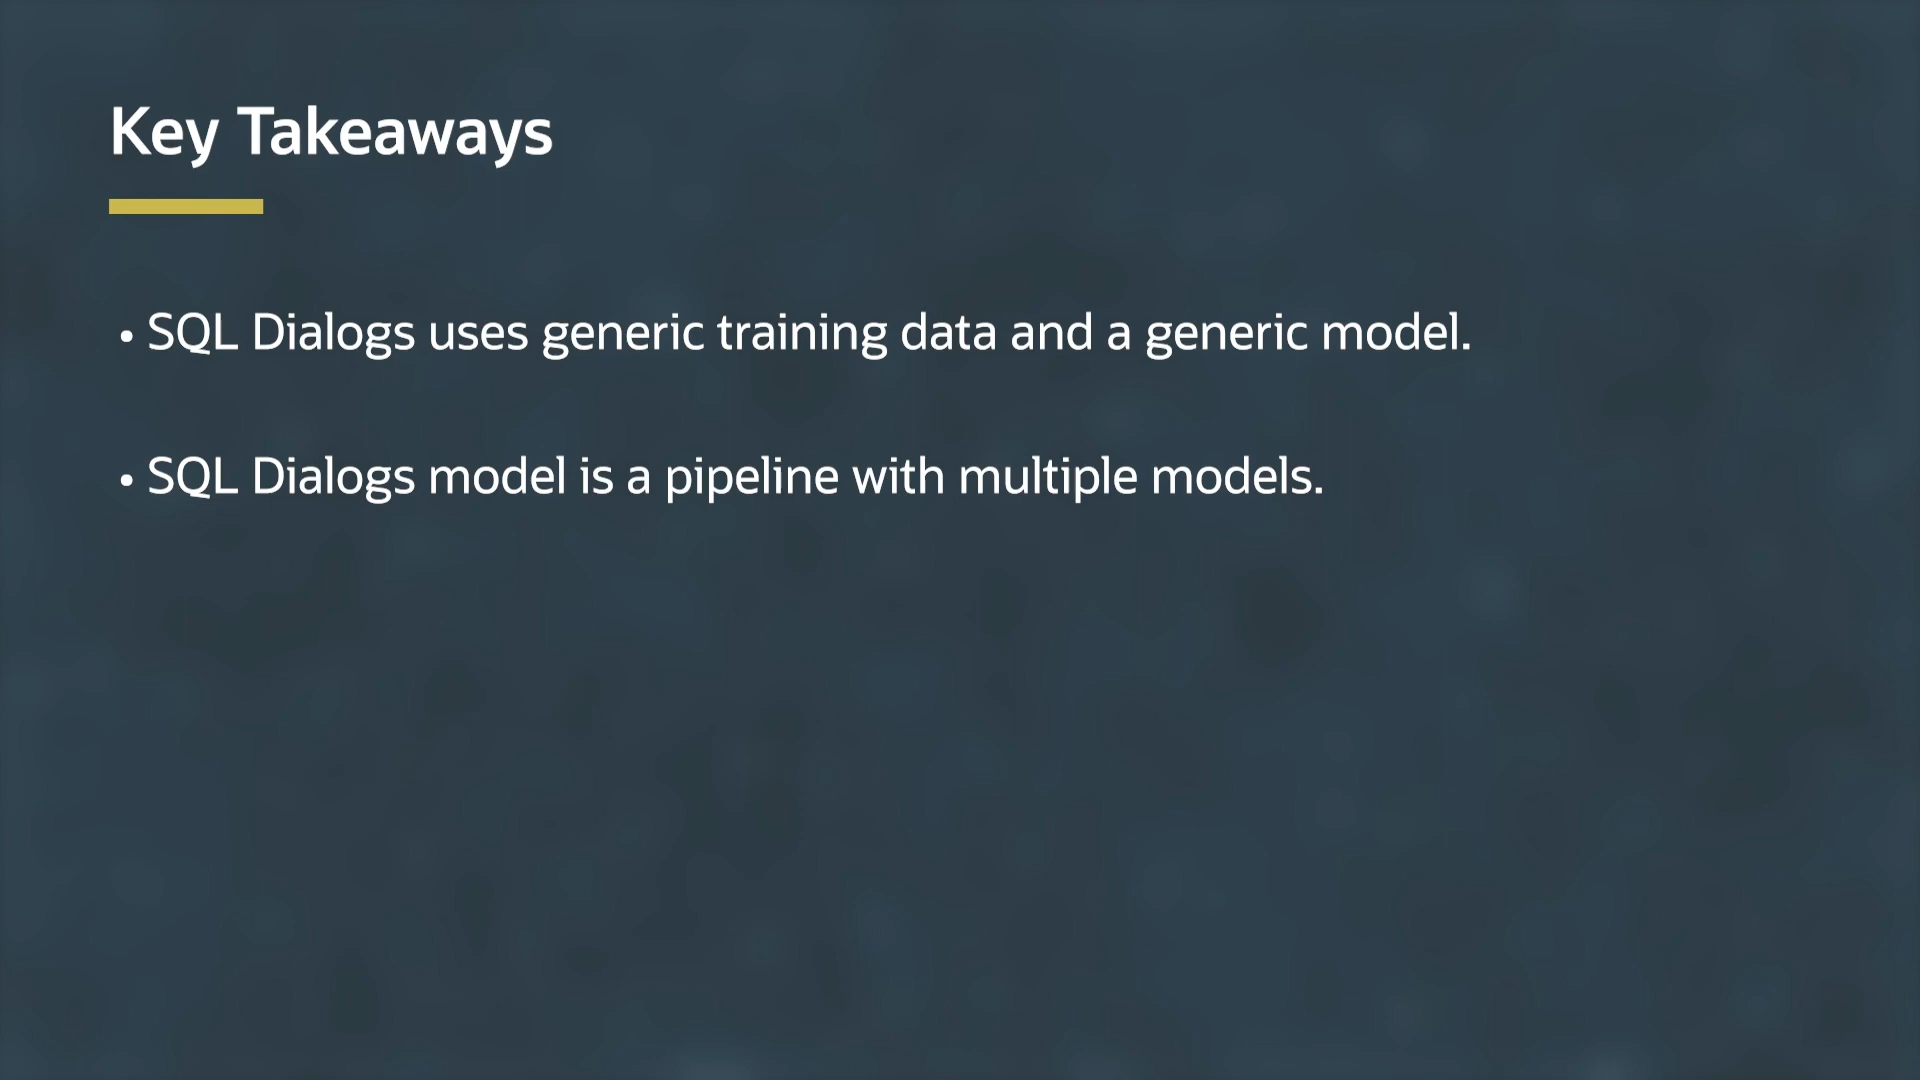 Key Takeaways
• SQL Dialogs uses generic training data and a generic model.
• SQL Dialogs model is a pipeline with multiple models.